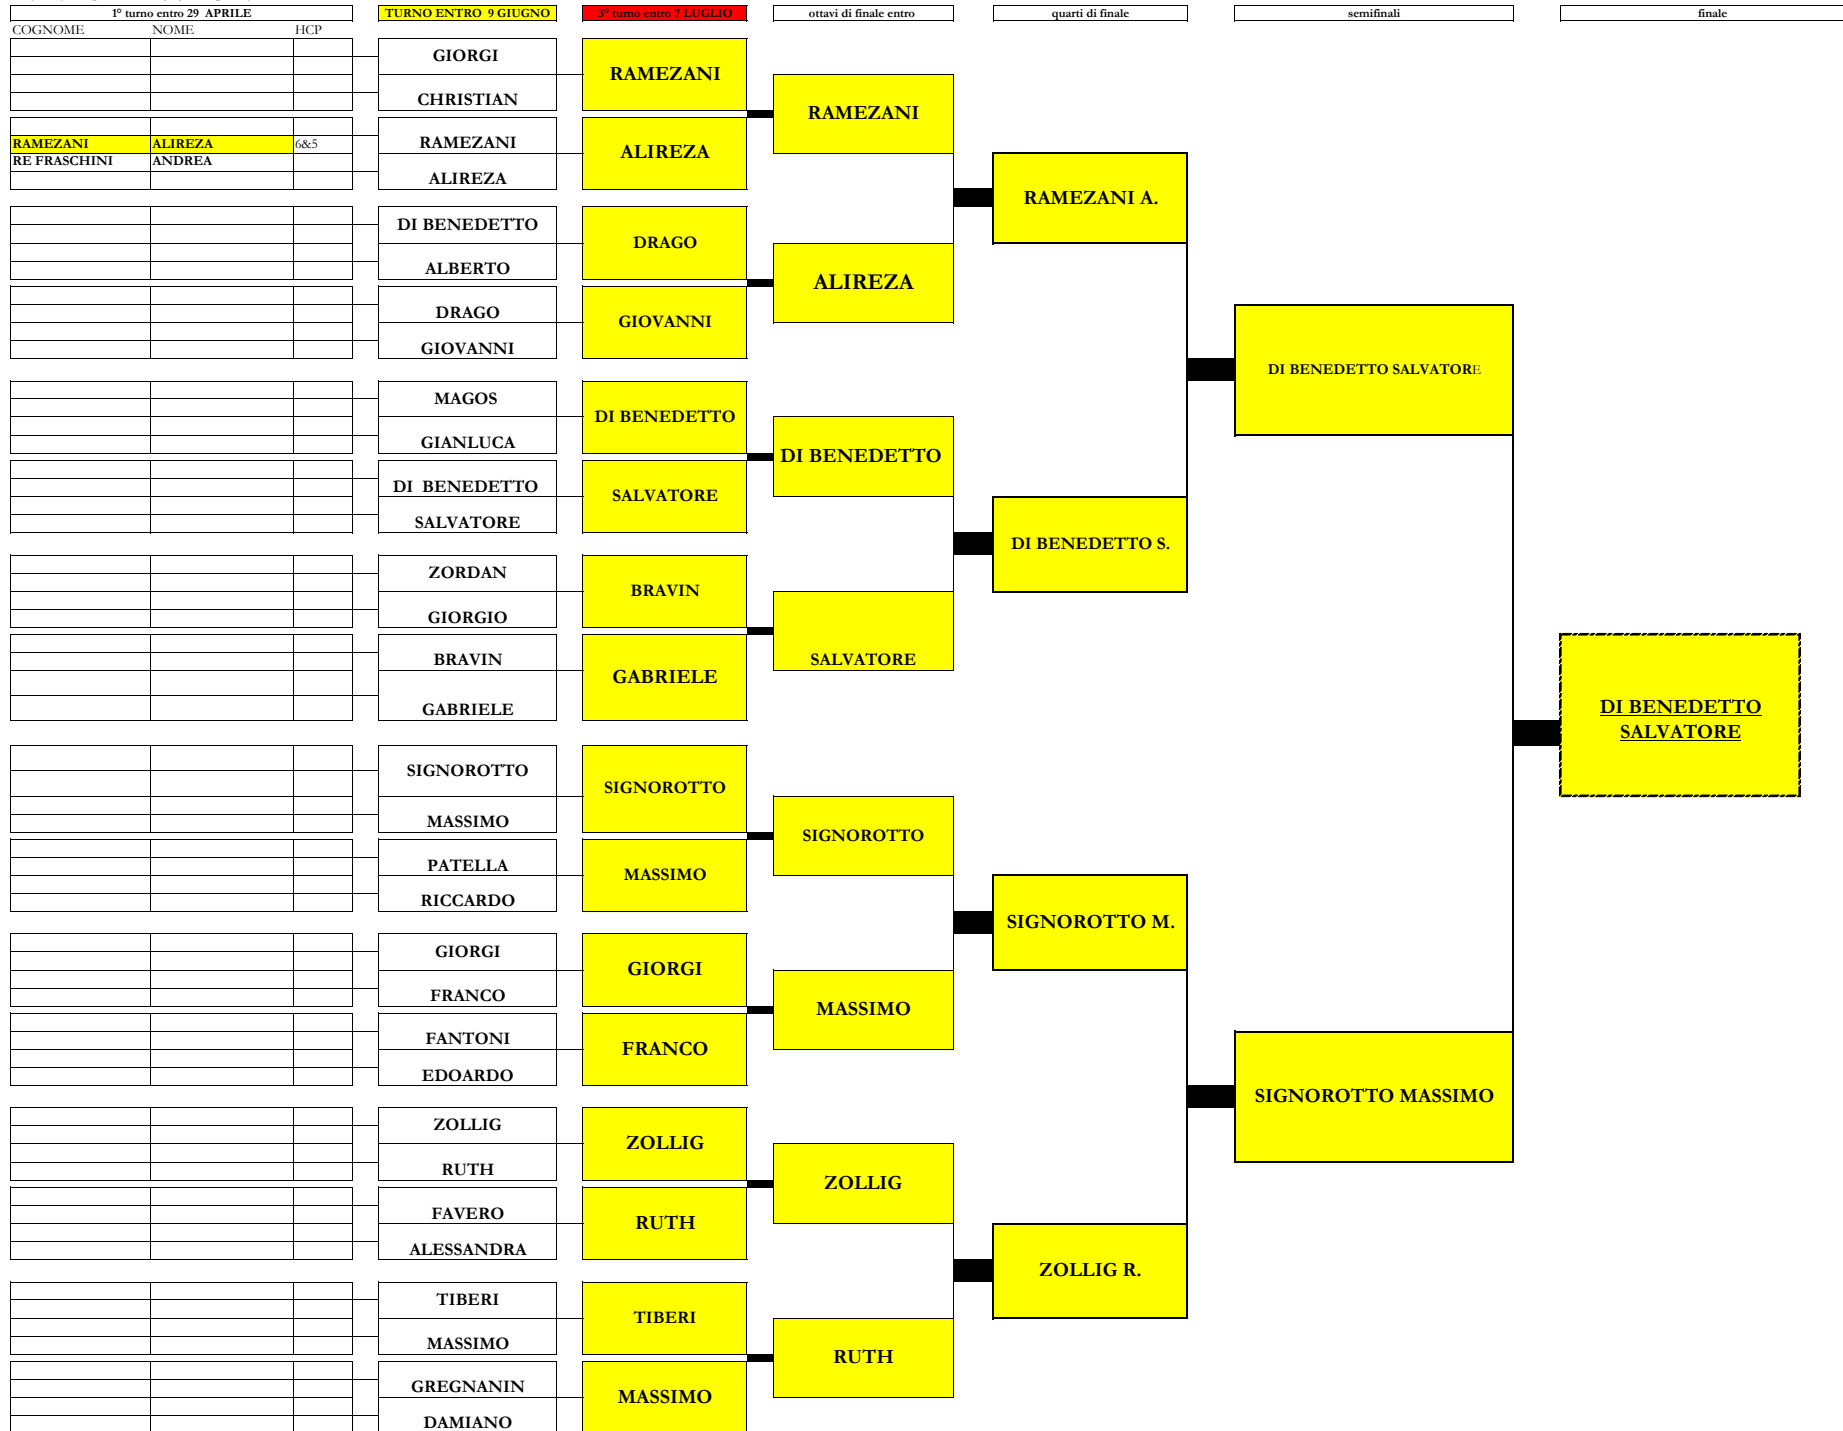 1° turno entro 29 APRILE
TURNO ENTRO 9 GIUGNO
3° turno entro 7 LUGLIO
ottavi di finale entro
quarti di finale
semifinali
finale
COGNOME NOME HCP
RAMEZANI ALIREZA 6&5
RE FRASCHINI ANDREA
GIORGI
CHRISTIAN
RAMEZANI
ALIREZA
DI BENEDETTO
ALBERTO
DRAGO
GIOVANNI
MAGOS
GIANLUCA
DI BENEDETTO
SALVATORE
ZORDAN
GIORGIO
BRAVIN
GABRIELE
SIGNOROTTO
MASSIMO
PATELLA
RICCARDO
GIORGI
FRANCO
FANTONI
EDOARDO
ZOLLIG
RUTH
FAVERO
ALESSANDRA
TIBERI
MASSIMO
GREGNANIN
DAMIANO
RAMEZANI
ALIREZA
DRAGO
GIOVANNI
DI BENEDETTO
SALVATORE
BRAVIN
GABRIELE
SIGNOROTTO
MASSIMO
GIORGI
FRANCO
ZOLLIG
RUTH
TIBERI
MASSIMO
RAMEZANI
ALIREZA
DI BENEDETTO
SALVATORE
SIGNOROTTO
MASSIMO
ZOLLIG
RUTH
RAMEZANI A.
DI BENEDETTO S.
SIGNOROTTO M.
ZOLLIG R.
DI BENEDETTO SALVATORE
SIGNOROTTO MASSIMO
DI BENEDETTO
SALVATORE